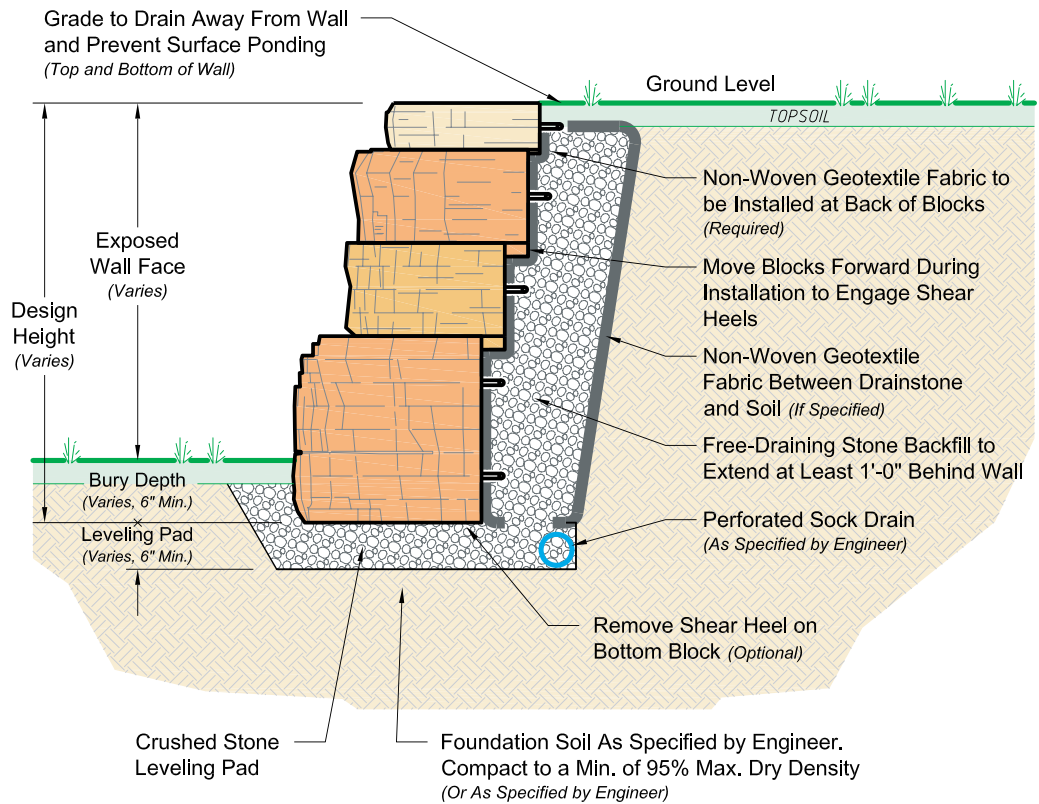 Grade to Drain Away From Wall
and Prevent Surface Ponding
(Top and Bottom of Wall)
Ground Level
TOPSOIL
Non-Woven Geotextile Fabric to
be Installed at Back of Blocks
(Required)
Exposed
Wall Face
(Varies)
Move Blocks Forward During
Installation to Engage Shear
Heels
Design
Height
(Varies)
Non-Woven Geotextile
Fabric Between Drainstone
and Soil (If Specified)
Free-Draining Stone Backfill to
Extend at Least 1'-0" Behind Wall
Bury Depth
(Varies, 6" Min.)
Leveling Pad
(Varies, 6" Min.)
Perforated Sock Drain
(As Specified by Engineer)
Remove Shear Heel on
Bottom Block (Optional)
Crushed Stone
Leveling Pad
Foundation Soil As Specified by Engineer.
Compact to a Min. of 95% Max. Dry Density
(Or As Specified by Engineer)